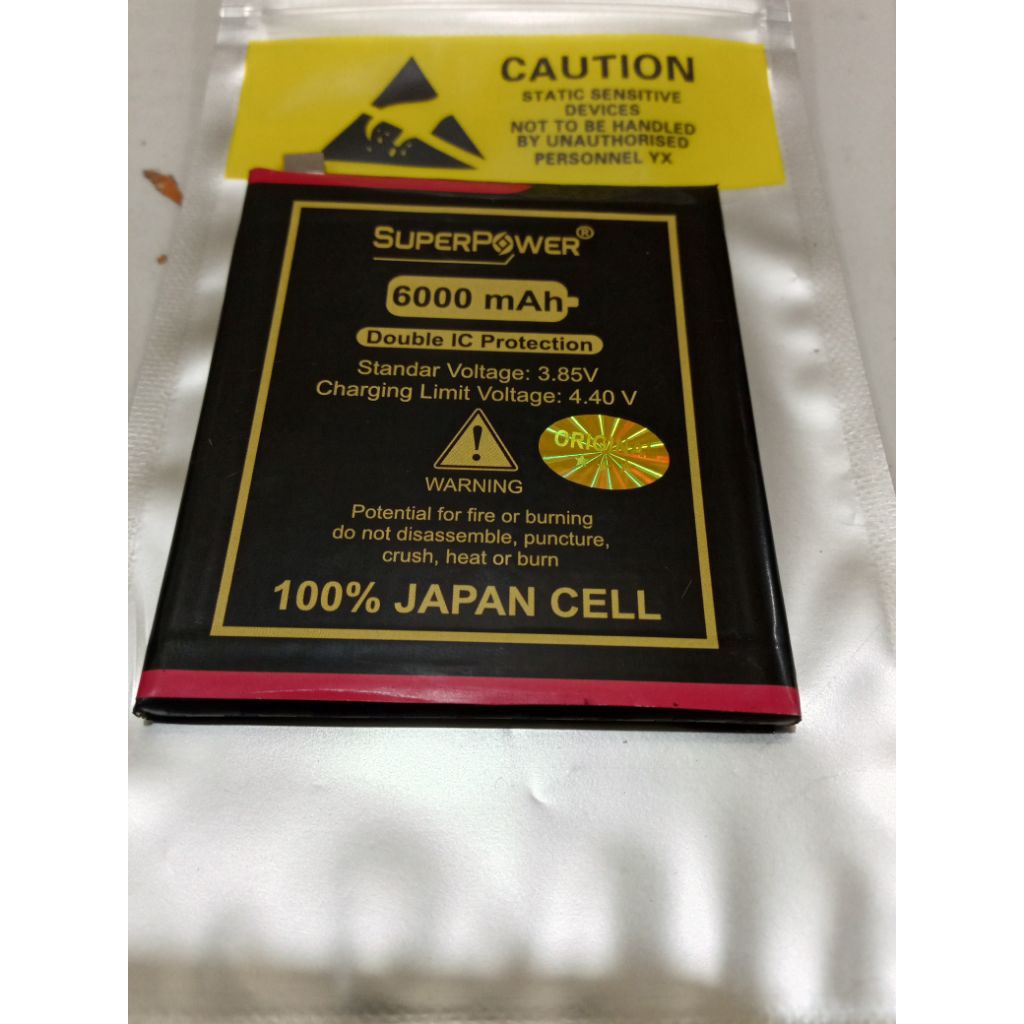 CAUTION
STATIC SENSITIVE
DEVICES
NOT TO BE HANDLED
BY UNAUTHORISED
PERSONNEL YX
SUPERPOWER®
6000 mAh
Double IC Protection
Standar Voltage: 3.85V
Charging Limit Voltage: 4.40 V
WARNING
ORIGINAL
Potential for fire or burning
do not disassemble, puncture,
crush, heat or burn
100% JAPAN CELL